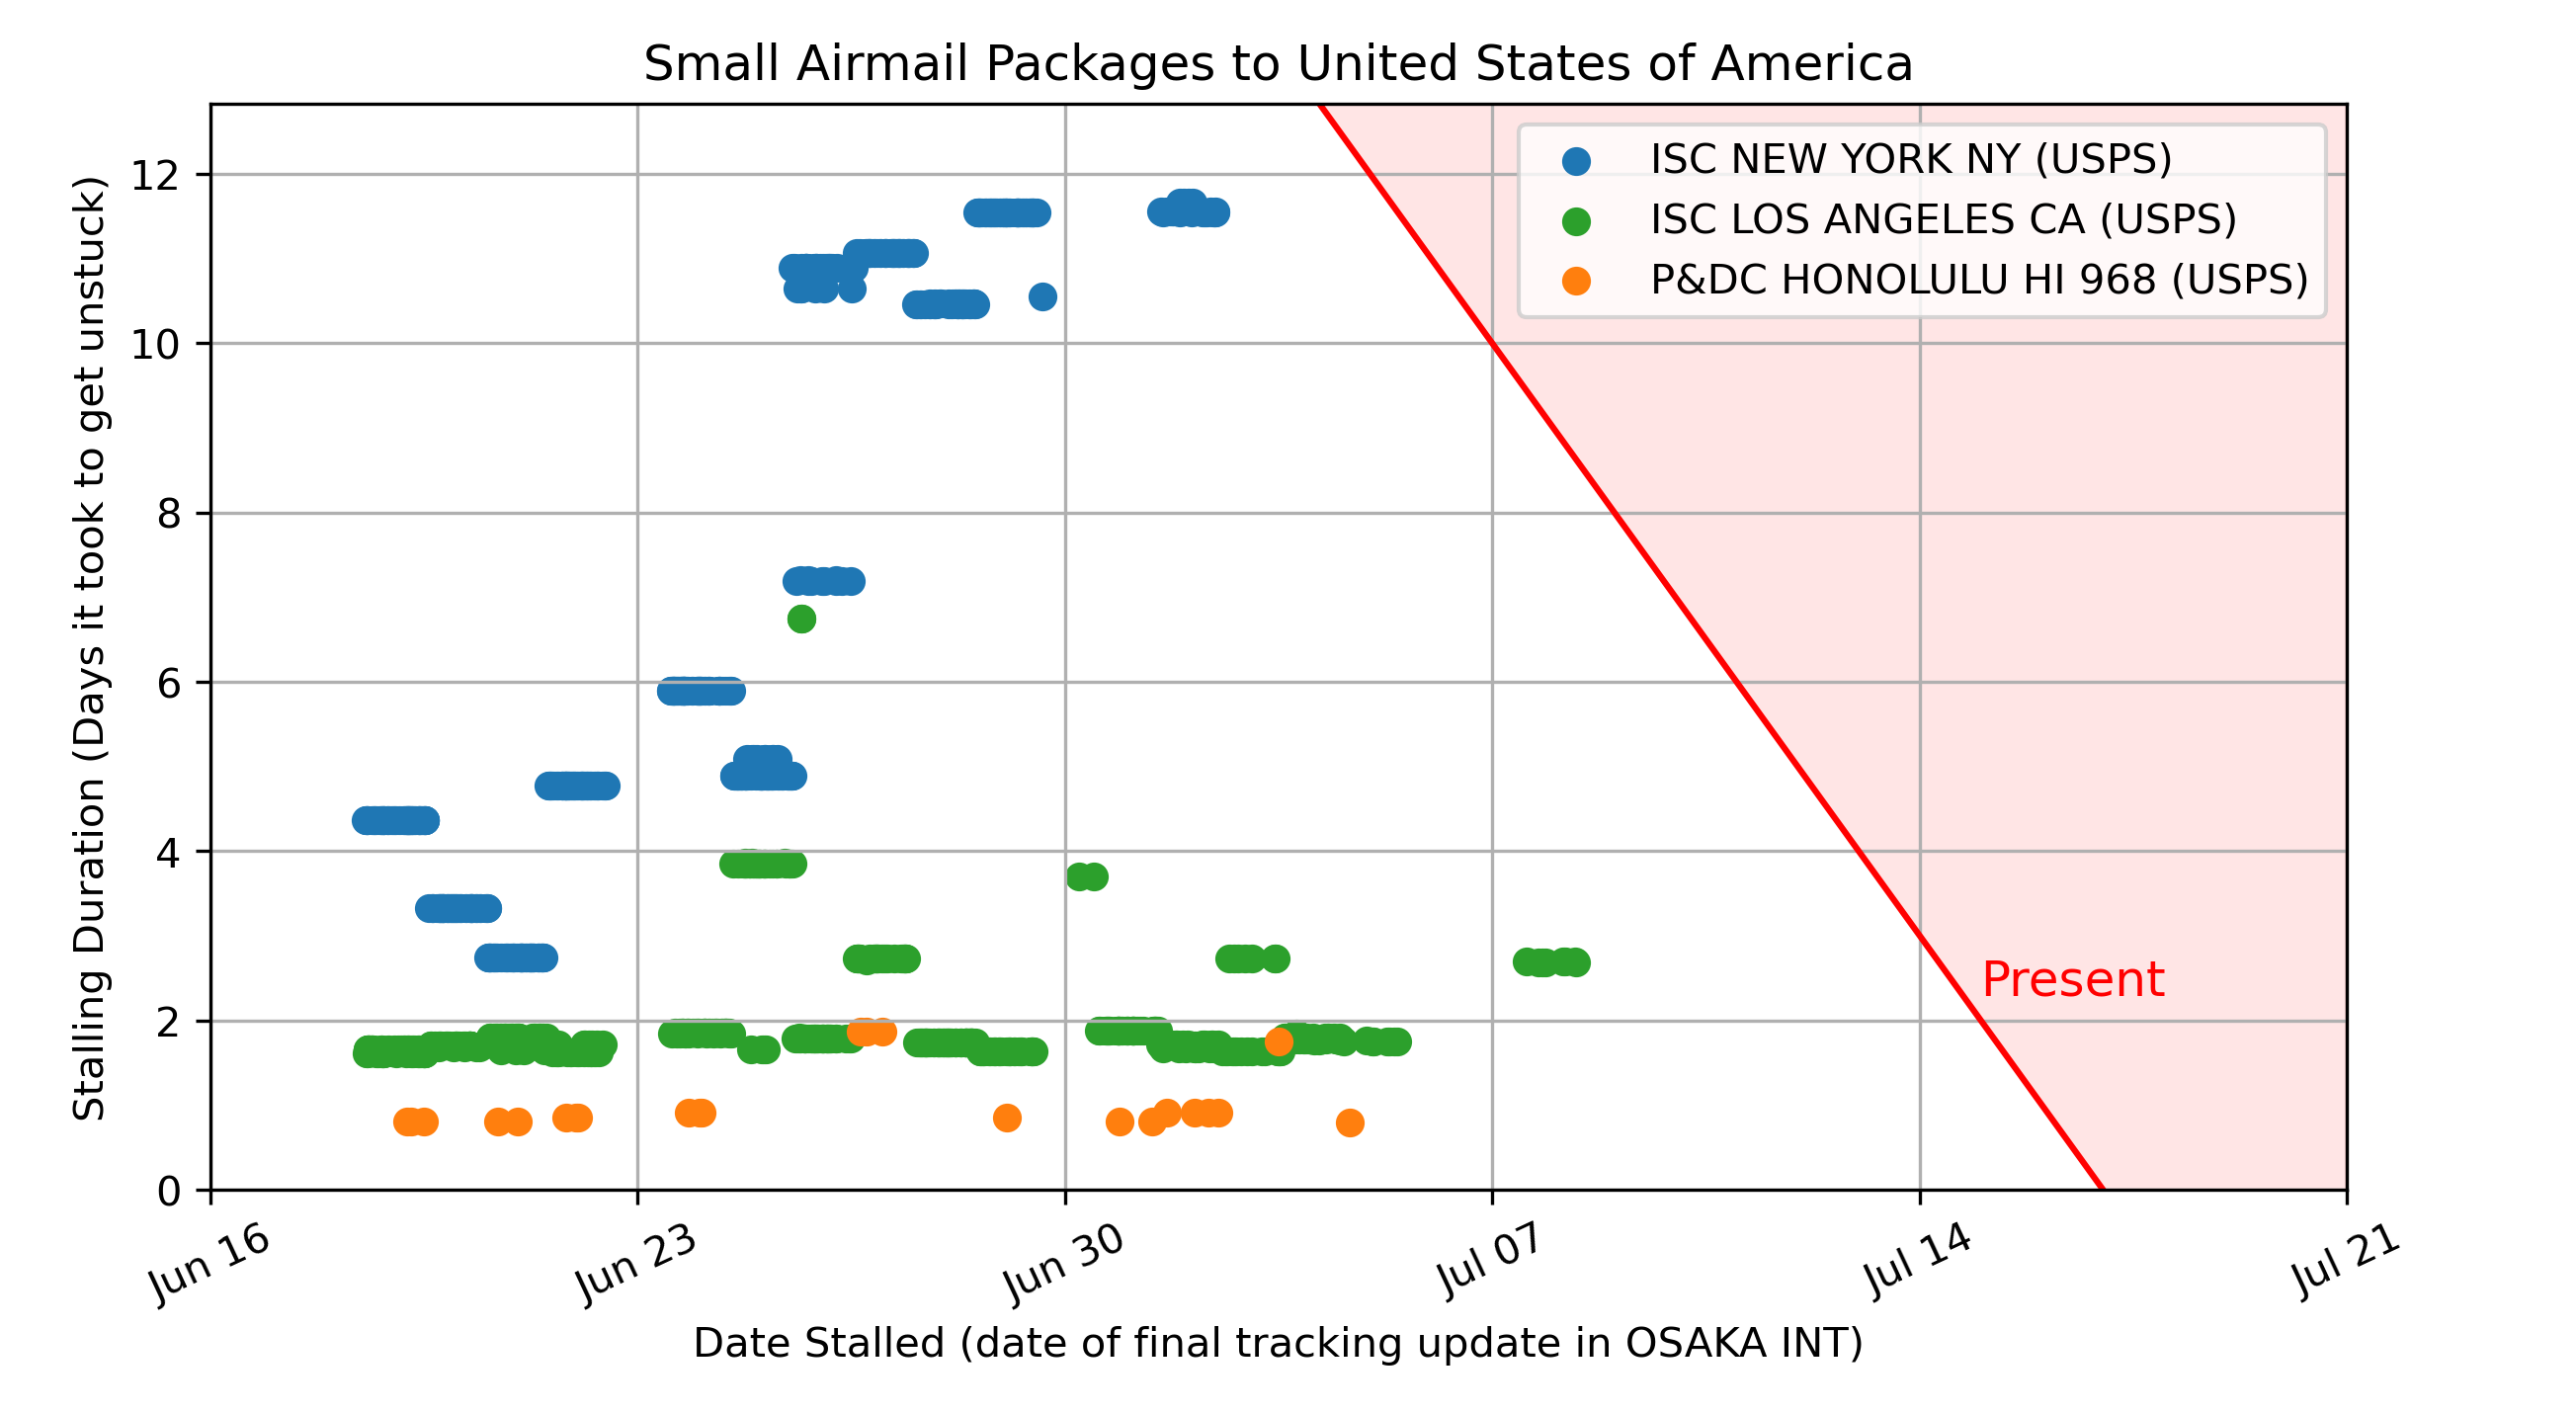 Small Airmail Packages to United States of America
ISC NEW YORK NY (USPS)
ISC LOS ANGELES CA (USPS)
P&DC HONOLULU HI 968 (USPS)
Stalling Duration (Days it took to get unstuck)
12
10
8
6
4
2
0
Present
Jun 16
Jun 23
Jun 30
Jul 07
Jul 14
Jul 21
Date Stalled (date of final tracking update in OSAKA INT)